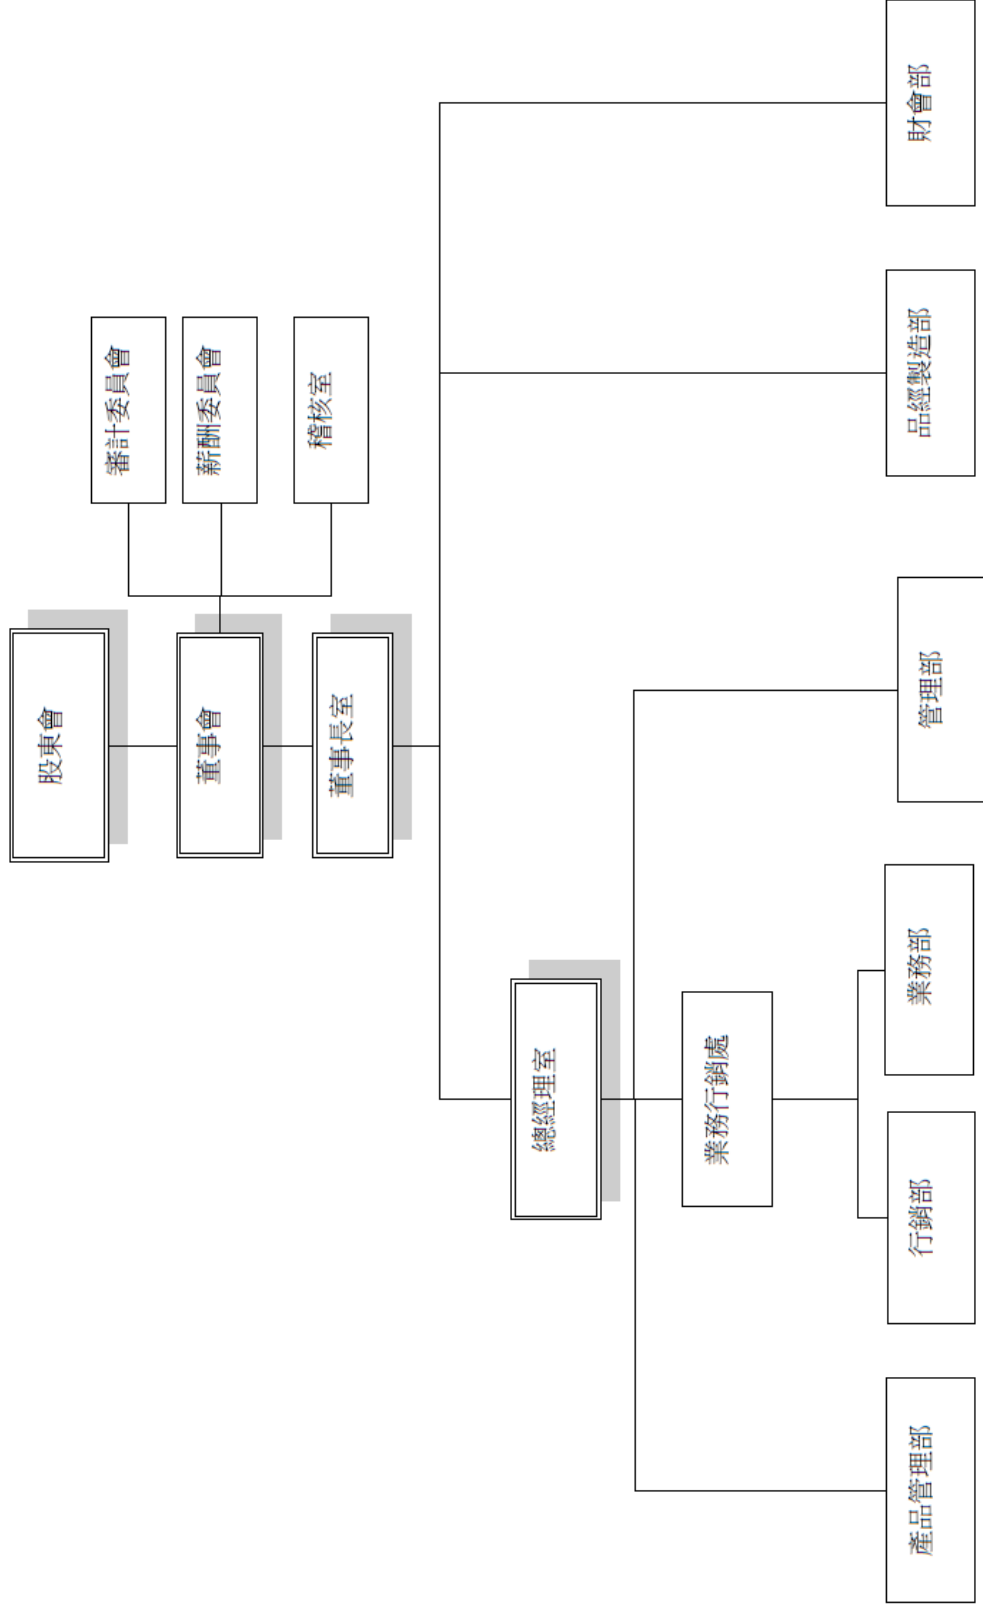 股東會
董事會
審計委員會
薪酬委員會
稽核室
董事長室
總經理室
業務行銷處
產品管理部
行銷部
業務部
管理部
品經製造部
財會部